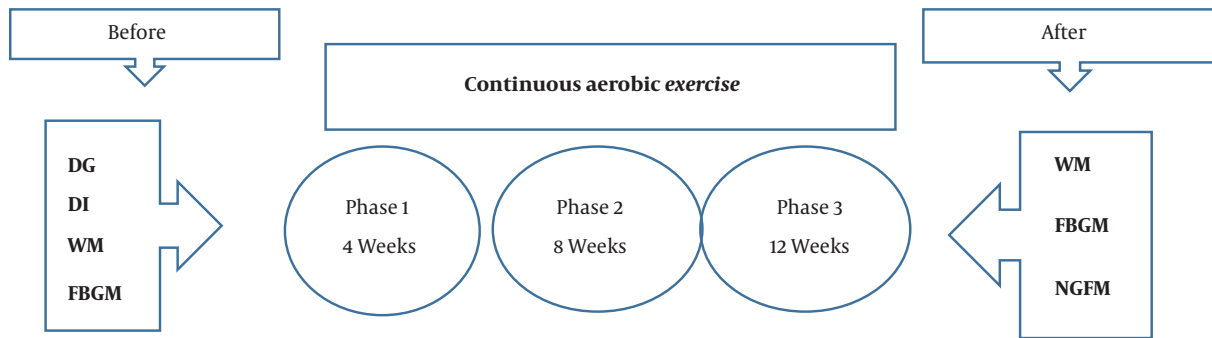 Before
After
Continuous aerobic exercise
DG
DI
WM
FBGM
Phase 1
4 Weeks
Phase 2
8 Weeks
Phase 3
12 Weeks
WM
FBGM
NGFM